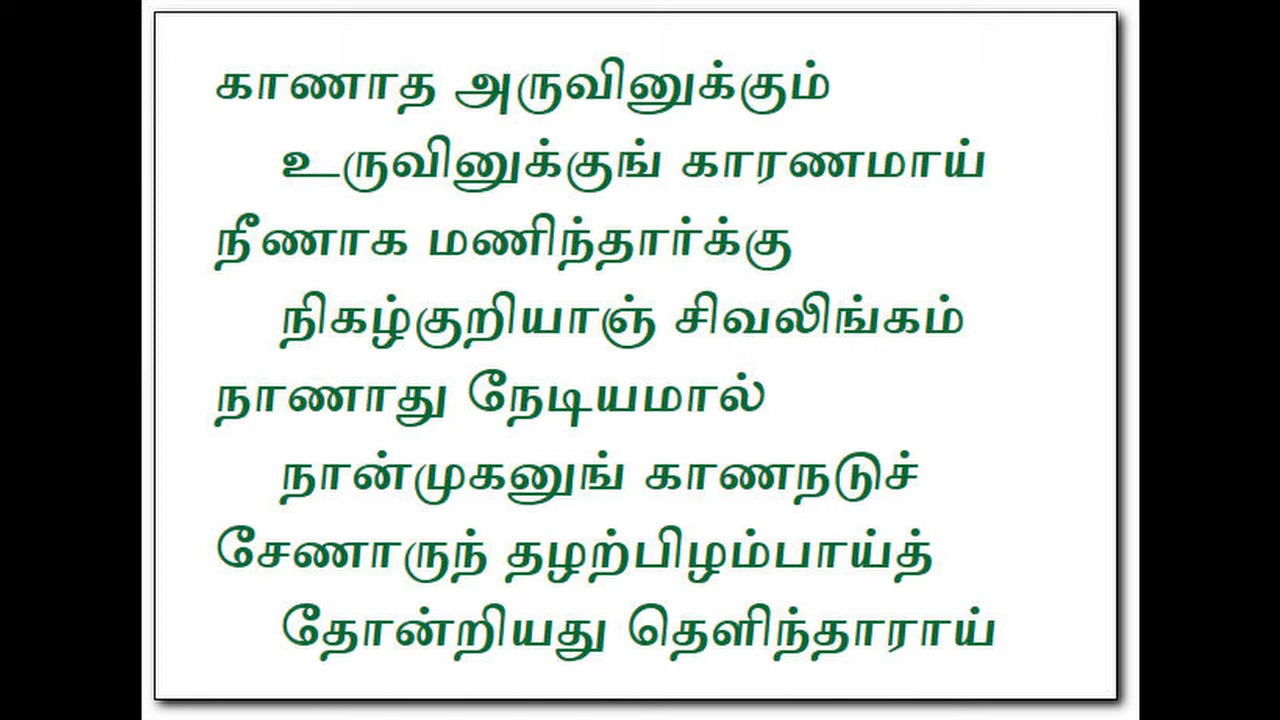 காணாத அருவினுக்கும்
உருவினுக்குங் காரணமாய்
நீணாக மணிந்தார்க்கு
நிகழ்குறியாஞ் சிவலிங்கம்
நாணாது நேடியமால்
நான்முகனுங் காணநடுச்
சேணாருந் தழற்பிழம்பாய்த்
தோன்றியது தெளிந்தாராய்